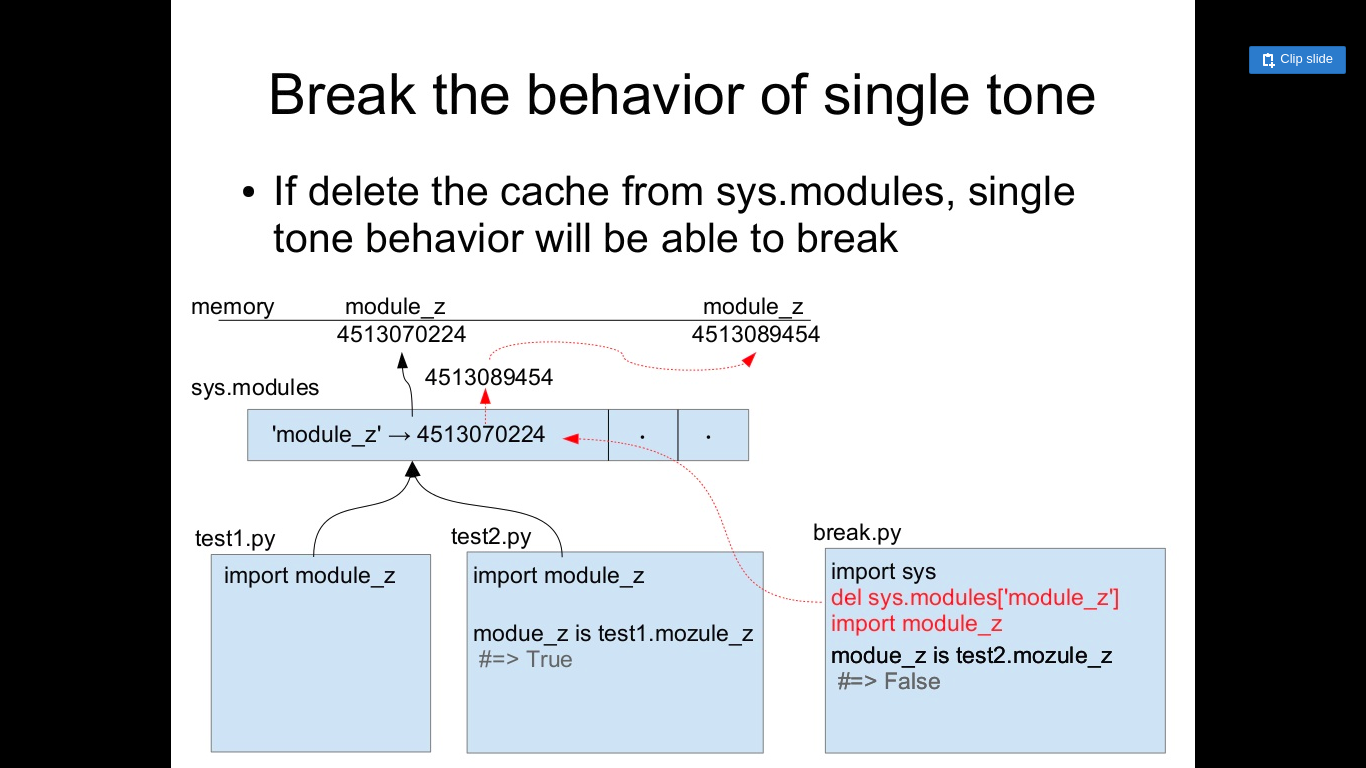 Clip slide
Break the behavior of single tone
• If delete the cache from sys.modules, single
tone behavior will be able to break
memory module_z module_z
4513070224 4513089454
4513089454
sys.modules
'module_z' → 4513070224 . .
test1.py
import module_z
test2.py
import module_z
modue_z is test1.mozule_z
#=> True
break.py
import sys
del sys.modules['module_z']
import module_z
modue_z is test2.mozule_z
#=> False